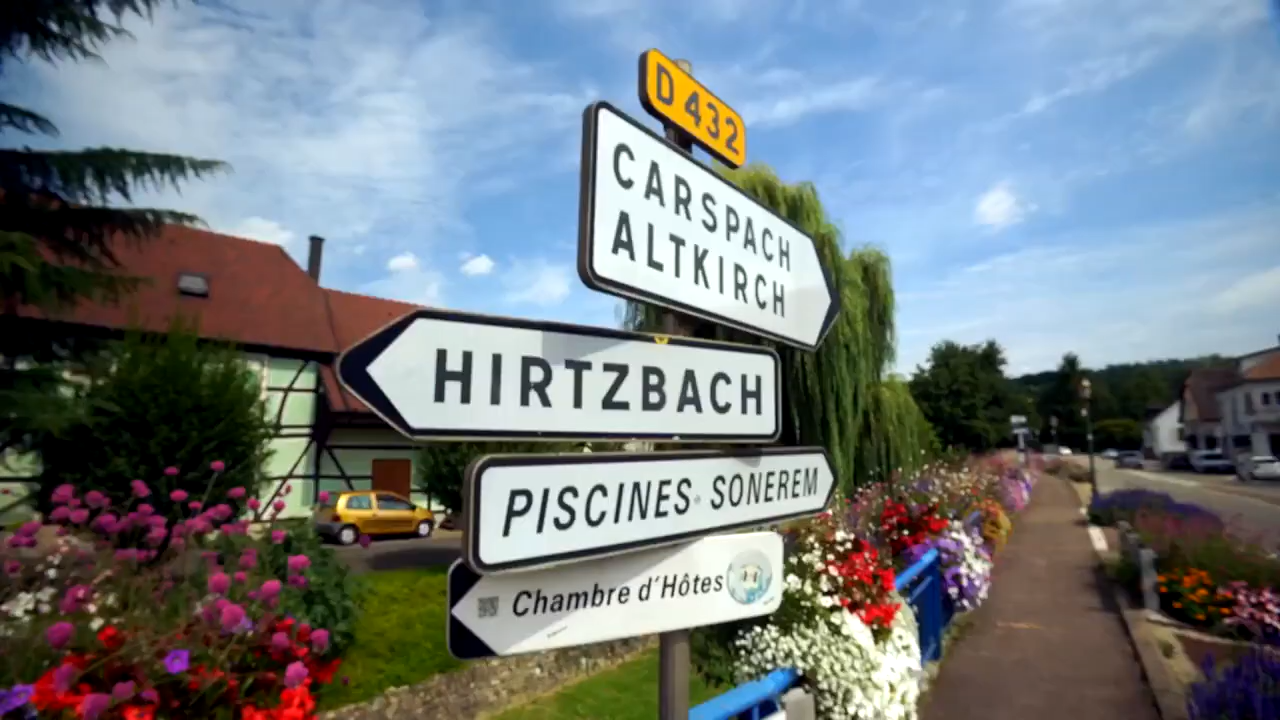 D 432
CARSPACH
ALTKIRCH
HIRTZBACH
PISCINES SONEREM
Chambre d'Hôtes